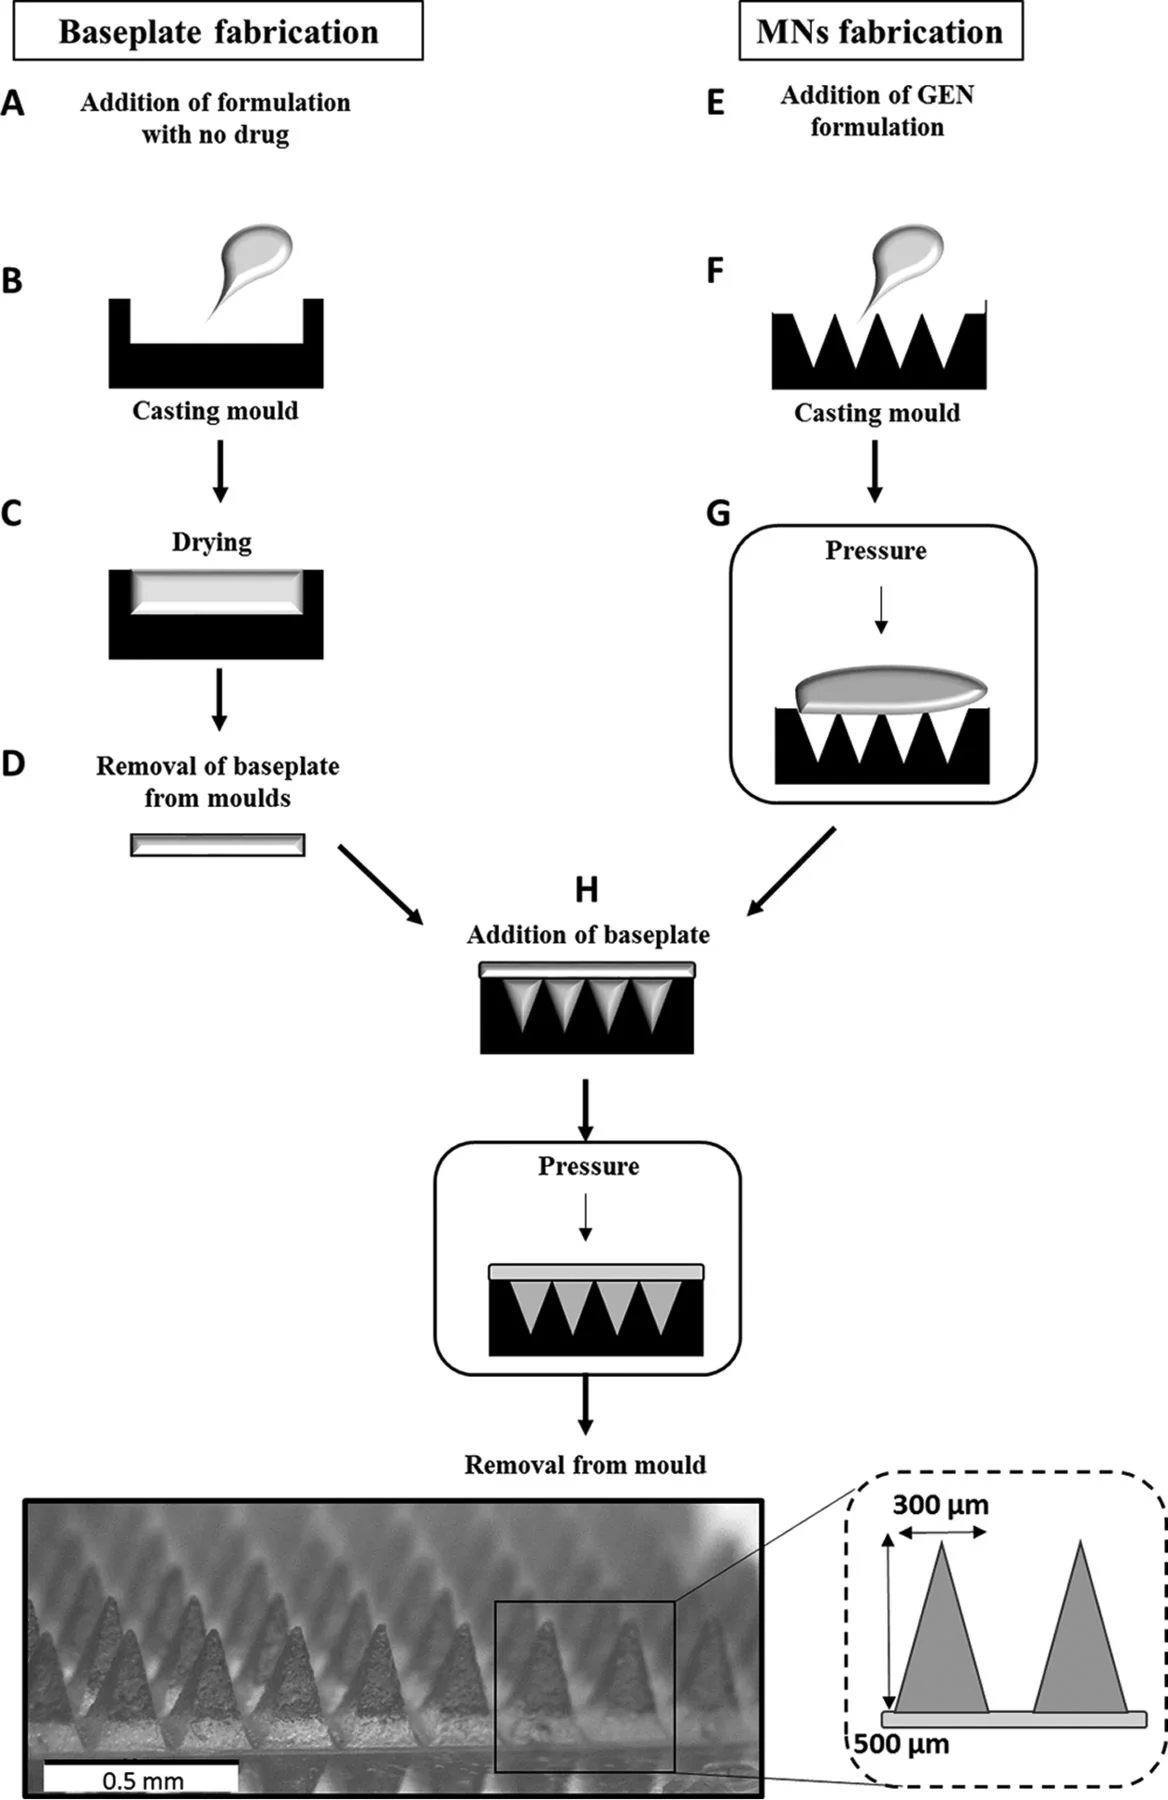 Baseplate fabrication
A
Addition of formulation
with no drug
B
Casting mould
C
Drying
D
Removal of baseplate
from moulds
MNs fabrication
E
Addition of GEN
formulation
F
Casting mould
G
Pressure
H
Addition of baseplate
Pressure
Removal from mould
0.5 mm
300 μm
500 μm